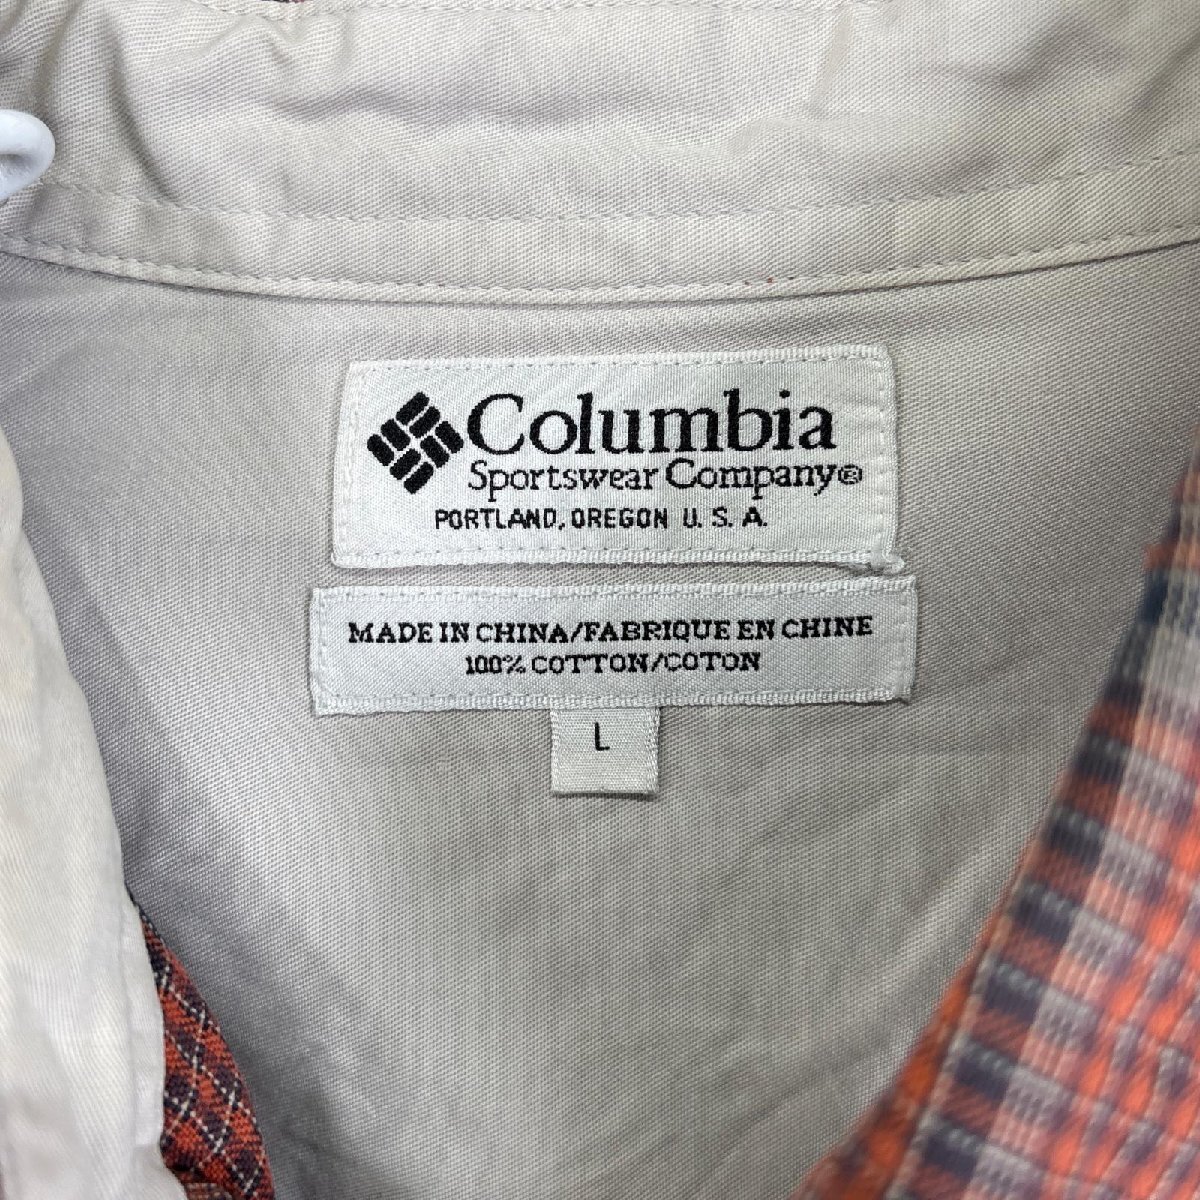 Columbia
Sportswear Company®
PORTLAND, OREGON U. S. A.
MADE IN CHINA/FABRIQUE EN CHINE
100% COTTON/COTON
L